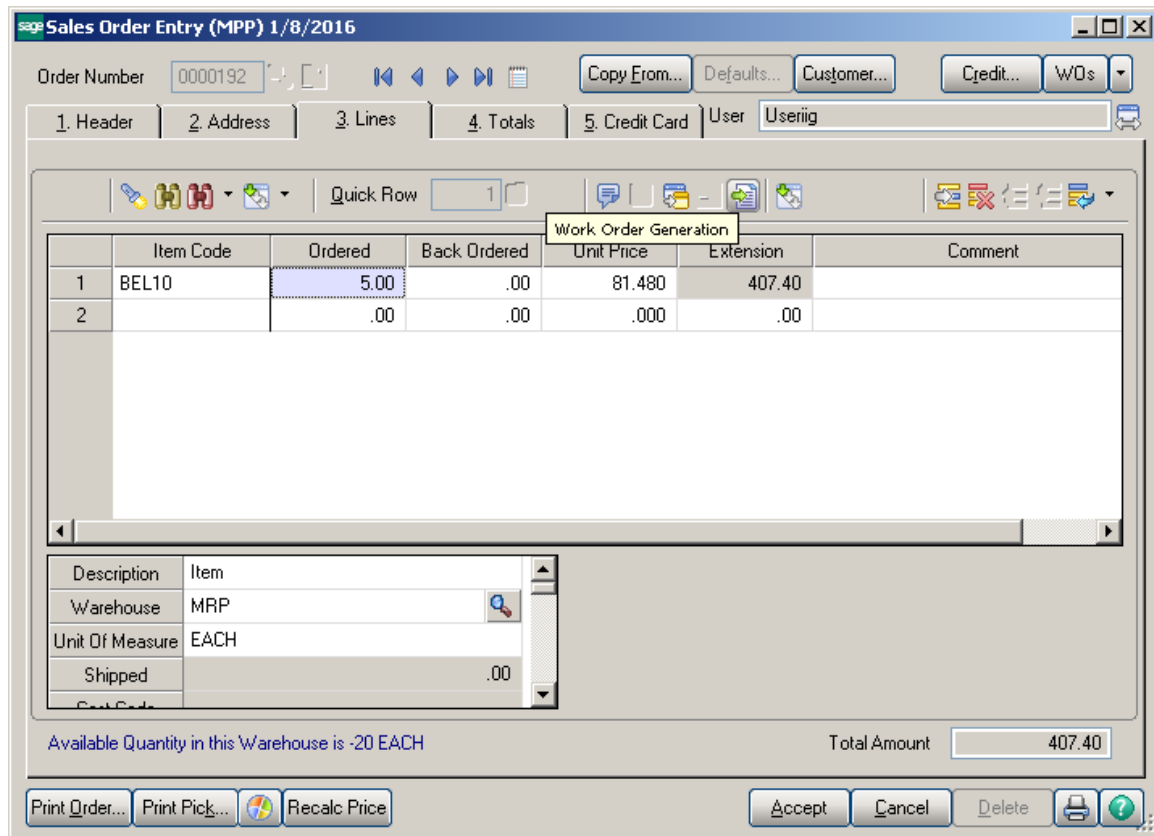 sage Sales Order Entry (MPP) 1/8/2016
Order Number 0000192 Copy From... Defaults... Customer... Credit... WOs
1. Header 2. Address 3. Lines 4. Totals 5. Credit Card User Useriig
Quick Row 1
Work Order Generation
Item Code Ordered Back Ordered Unit Price Extension Comment
1 BEL10 5.00 .00 81.480 407.40
2 .00 .00 .000 .00
Description Item
Warehouse MRP
Unit Of Measure EACH
Shipped .00
Available Quantity in this Warehouse is -20 EACH Total Amount 407.40
Print Order... Print Pick... Recalc Price Accept Cancel Delete